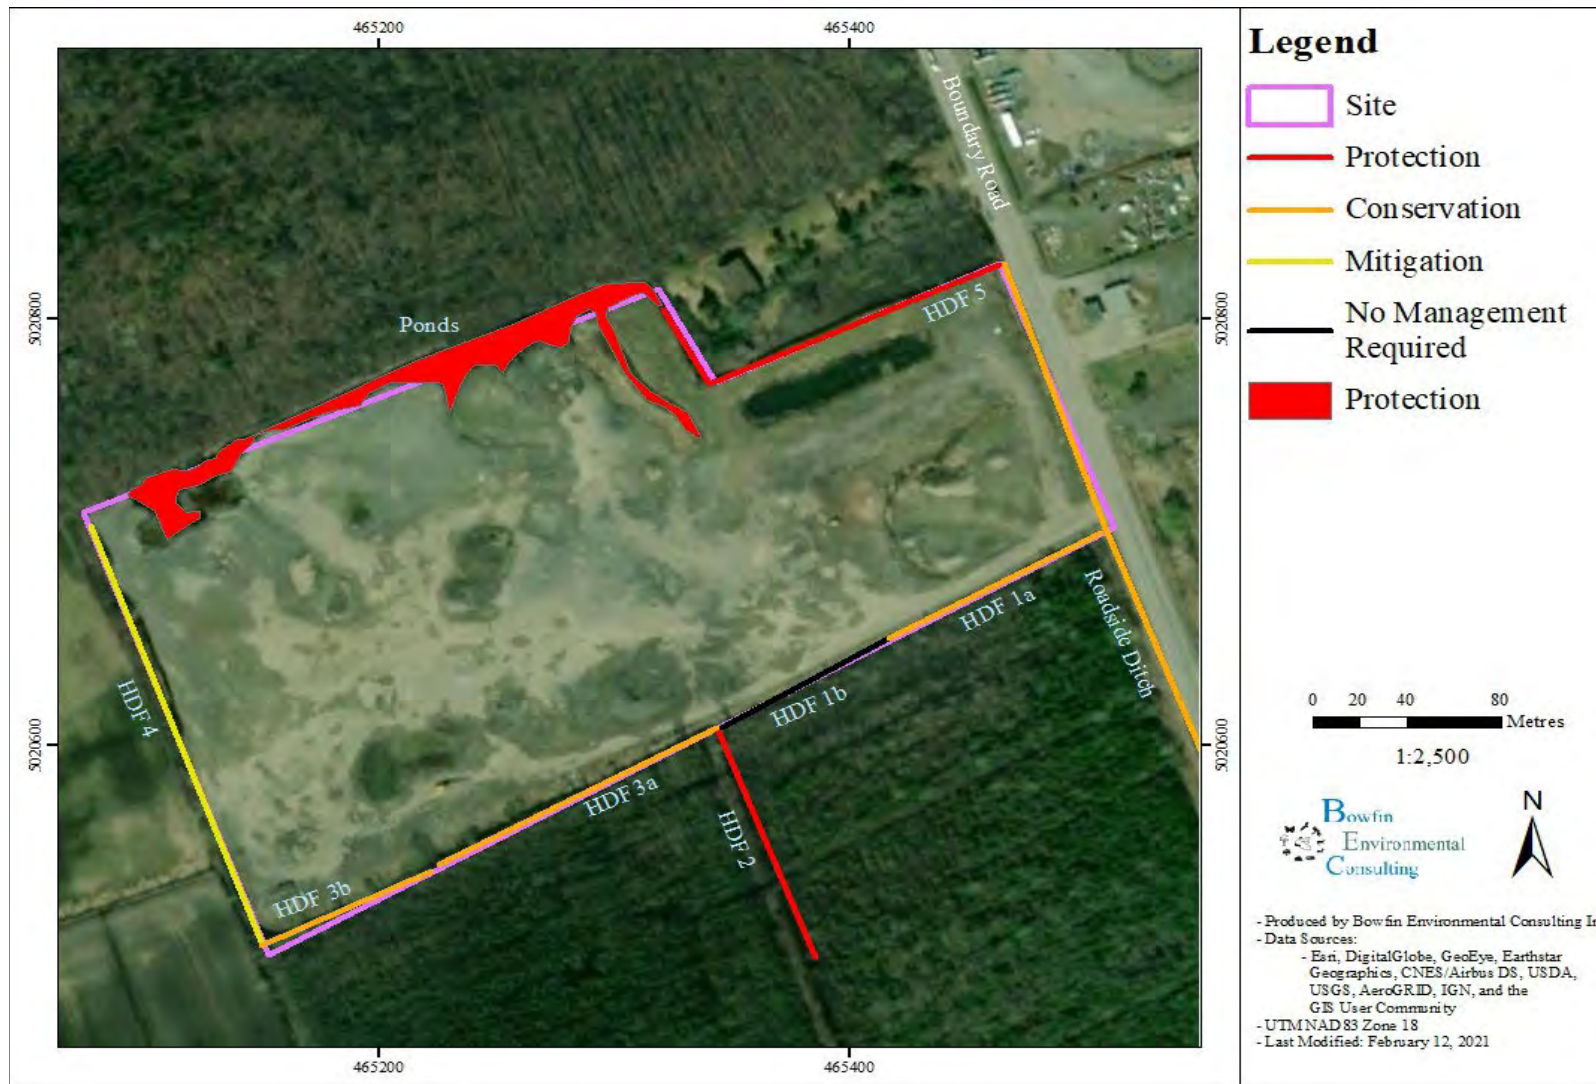 465200
465400
Boundary Road
5020800
5020800
Ponds
HDF 5
HDF 1a
Roadside Ditch
HDF 4
HDF 1b
5020600
5020600
HDF 3a
HDF 2
HDF 3b
465200
465400
Legend
Site
Protection
Conservation
Mitigation
No Management
Required
Protection
0 20 40 80
Metres
1:2,500
Bowfin
Environmental
Consulting
N
- Produced by Bowfin Environmental Consulting In
- Data Sources:
- Esri, DigitalGlobe, GeoEye, Earthstar
Geographics, CNES/Airbus DS, USDA,
USGS, AeroGRID, IGN, and the
GIS User Community
- UTM NAD83 Zone 18
- Last Modified: February 12, 2021